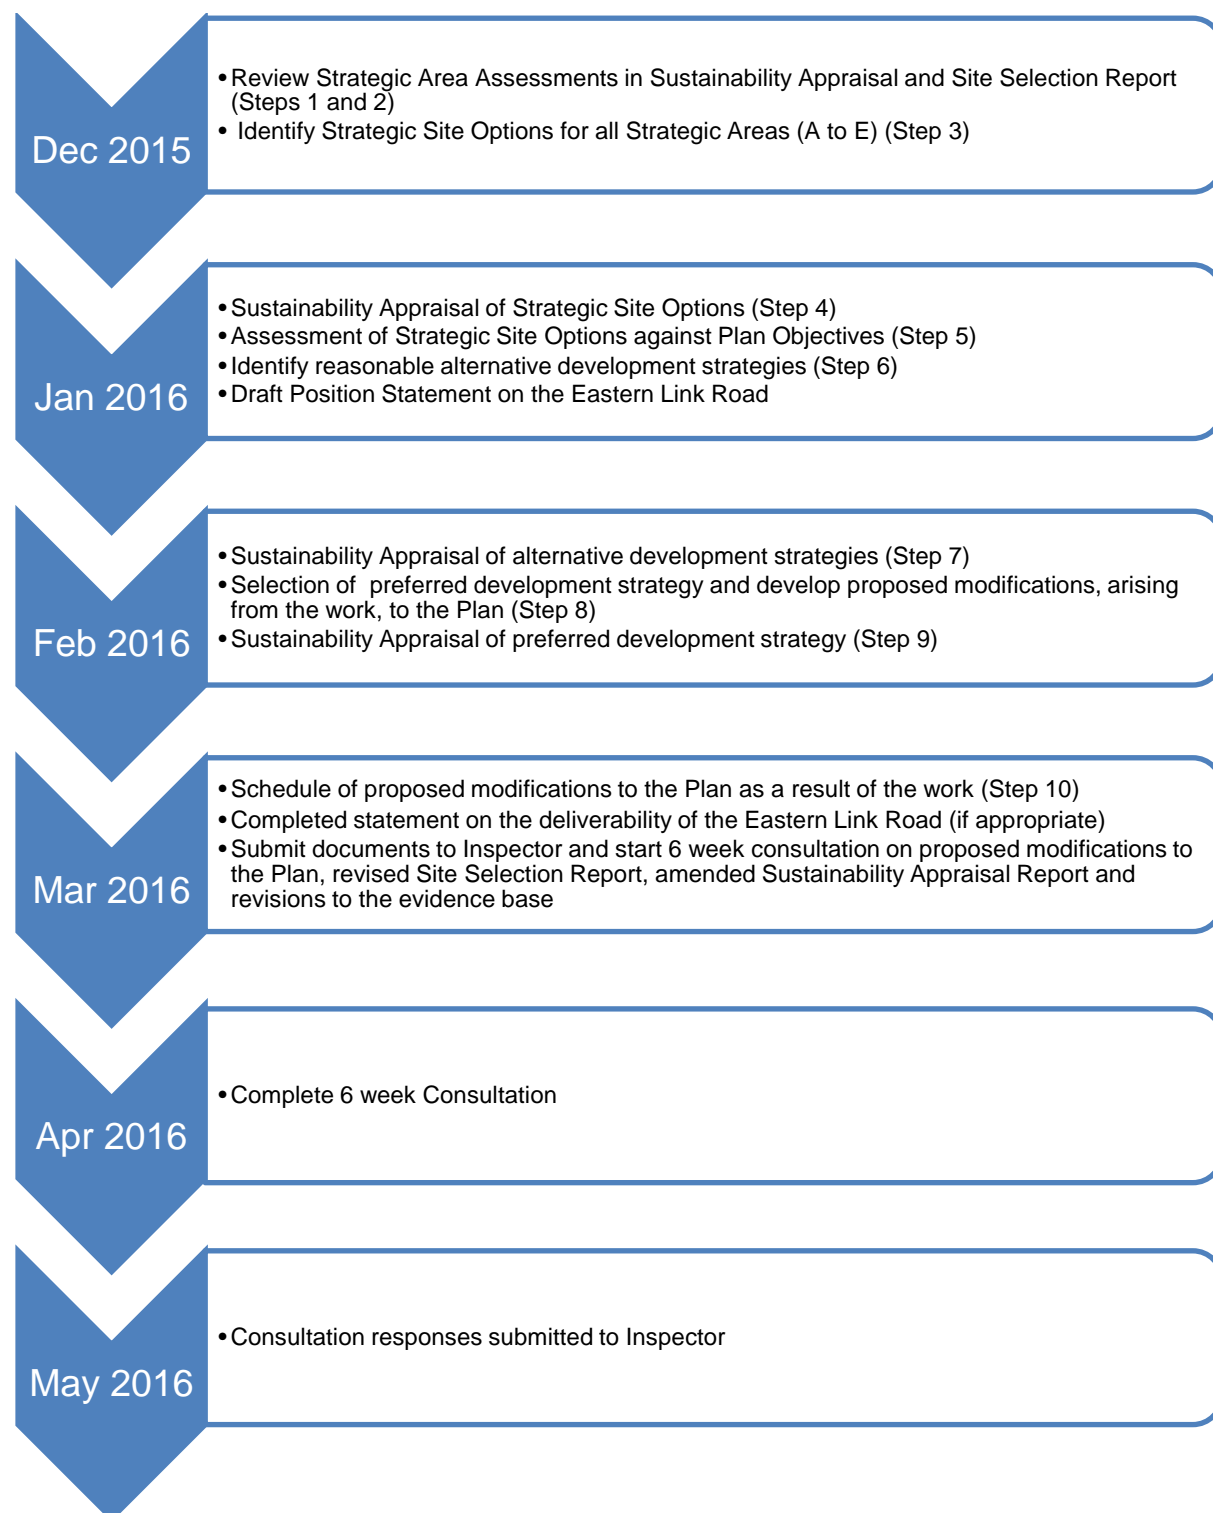 Dec 2015
•Review Strategic Area Assessments in Sustainability Appraisal and Site Selection Report
(Steps 1 and 2)
• Identify Strategic Site Options for all Strategic Areas (A to E) (Step 3)
Jan 2016
•Sustainability Appraisal of Strategic Site Options (Step 4)
•Assessment of Strategic Site Options against Plan Objectives (Step 5)
•Identify reasonable alternative development strategies (Step 6)
•Draft Position Statement on the Eastern Link Road
Feb 2016
•Sustainability Appraisal of alternative development strategies (Step 7)
•Selection of preferred development strategy and develop proposed modifications, arising
from the work, to the Plan (Step 8)
•Sustainability Appraisal of preferred development strategy (Step 9)
Mar 2016
•Schedule of proposed modifications to the Plan as a result of the work (Step 10)
•Completed statement on the deliverability of the Eastern Link Road (if appropriate)
•Submit documents to Inspector and start 6 week consultation on proposed modifications to
the Plan, revised Site Selection Report, amended Sustainability Appraisal Report and
revisions to the evidence base
Apr 2016
•Complete 6 week Consultation
May 2016
•Consultation responses submitted to Inspector